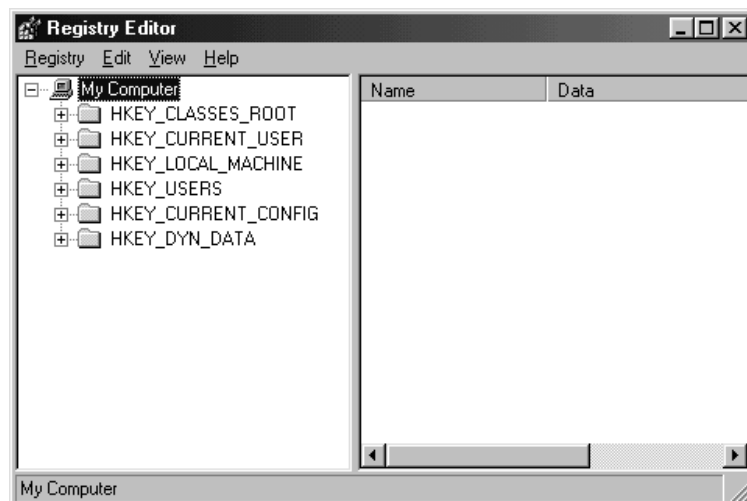 Registry Editor
Registry Edit View Help
My Computer
HKEY_CLASSES_ROOT
HKEY_CURRENT_USER
HKEY_LOCAL_MACHINE
HKEY_USERS
HKEY_CURRENT_CONFIG
HKEY_DYN_DATA
Name Data
My Computer